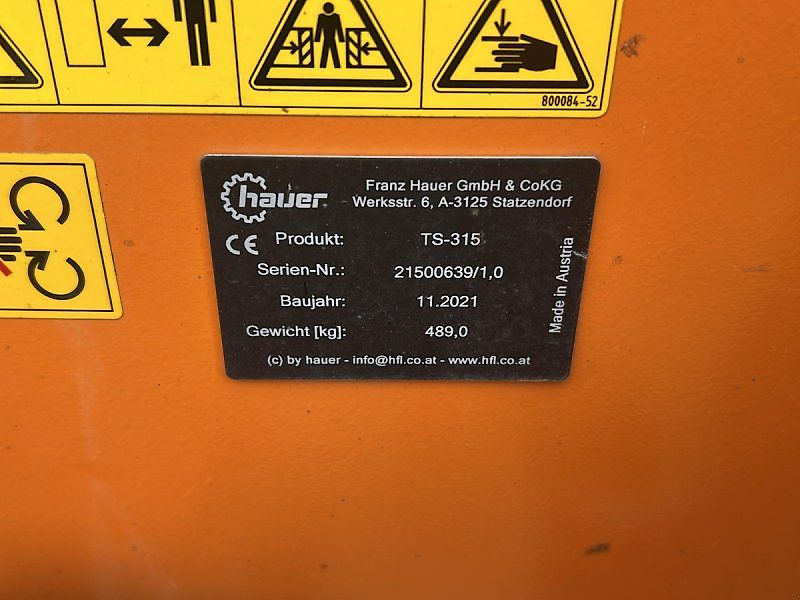 800084-52
hauer
Franz Hauer GmbH & CoKG
Werksstr. 6, A-3125 Statzendorf
CE
Produkt: TS-315
Serien-Nr.: 21500639/1,0
Baujahr: 11.2021
Gewicht [kg]: 489,0
Made in Austria
(c) by hauer - info@hfl.co.at - www.hfl.co.at